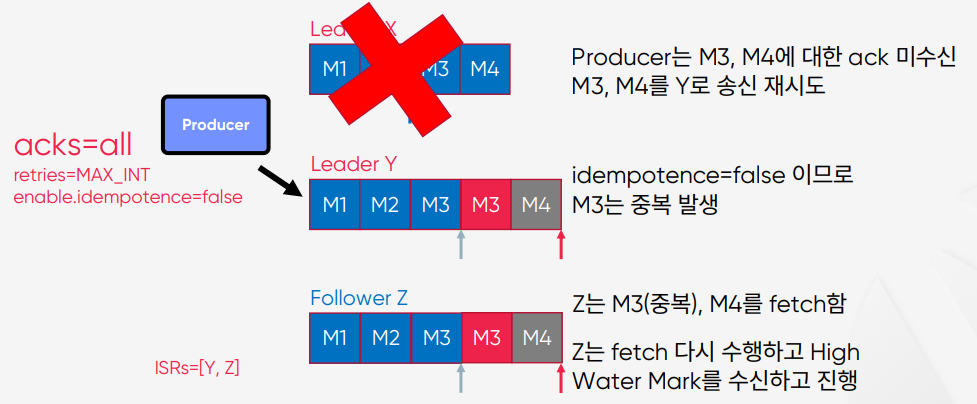 Leader X
M1
M3
M4
Producer는 M3, M4에 대한 ack 미수신
M3, M4를 Y로 송신 재시도
Producer
acks=all
retries=MAX_INT
enable.idempotence=false
Leader Y
M1 M2 M3 M3 M4
idempotence=false 이므로
M3는 중복 발생
Follower Z
M1 M2 M3 M3 M4
ISRs=[Y, Z]
Z는 M3(중복), M4를 fetch함
Z는 fetch 다시 수행하고 High
Water Mark를 수신하고 진행